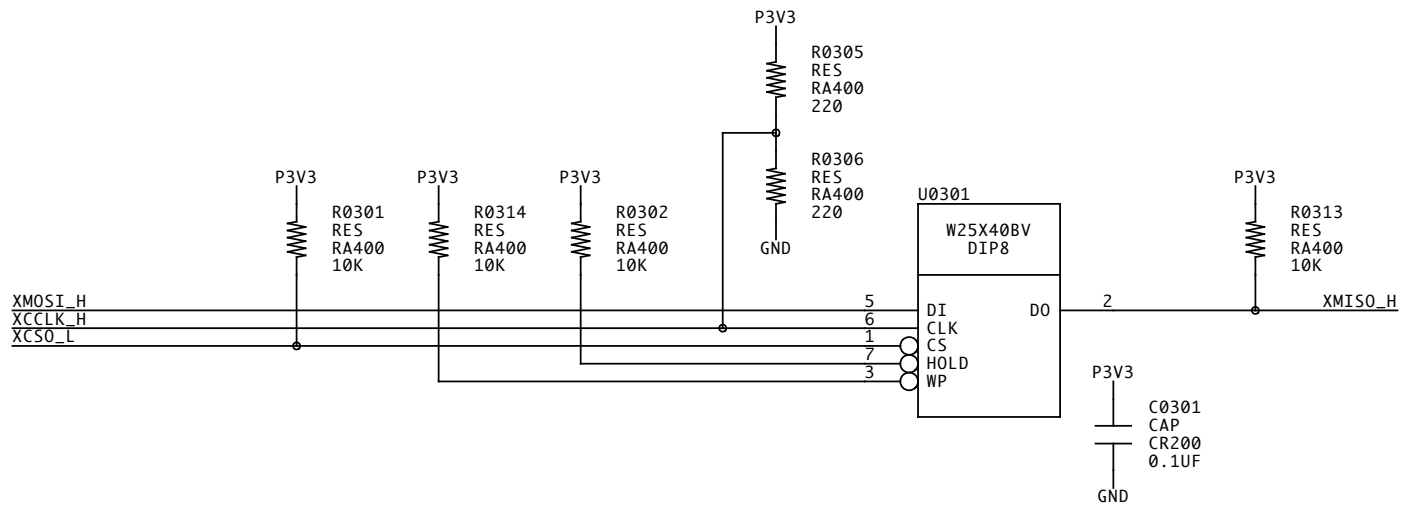 P3V3
R0305
RES
RA400
220
R0306
RES
RA400
220
GND
P3V3
R0301
RES
RA400
10K
P3V3
R0314
RES
RA400
10K
P3V3
R0302
RES
RA400
10K
U0301
W25X40BV
DIP8
P3V3
R0313
RES
RA400
10K
XMOSI_H
5
DI
DO
2
XMISO_H
XCCLK_H
6
CLK
XCSO_L
1
CS
7
HOLD
3
WP
P3V3
C0301
CAP
CR200
0.1UF
GND